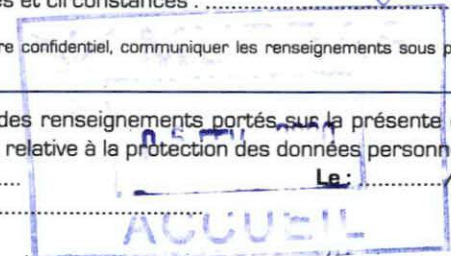 es et circonstances : ..........
re confidentiel, communiquer les renseignements sous p
des renseignements portés sur la présente
relative à la protection des données personn
Le : ..........
ACCUEIL